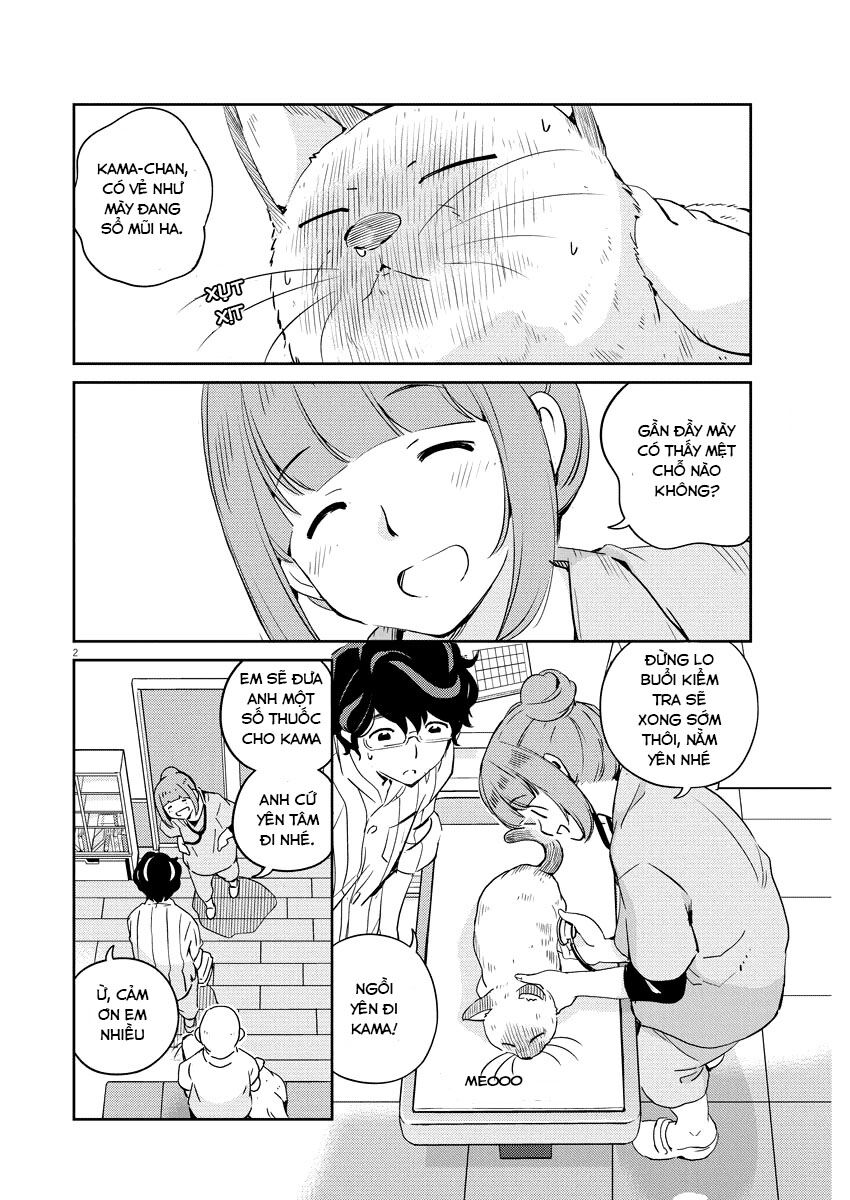 KAMA-CHAN,
CÓ VẺ NHƯ
MÀY ĐANG
SỔ MŨI HA.
XỤT
XỊT
GẦN ĐẦY MÀY
CÓ THẤY MỆT
CHỖ NÀO
KHÔNG?
2
ĐỪNG LO
BUỔI KIỂM
TRA SẼ
XONG SỚM
THÔI, NẰM
YÊN NHÉ
NGỒI
YÊN ĐI
KAMA!
MEOOO
EM SẼ ĐƯA
ANH MỘT
SỐ THUỐC
CHO KAMA
ANH CỨ
YÊN TÂM
ĐI NHÉ.
Ừ, CẢM
ƠN EM
NHIỀU